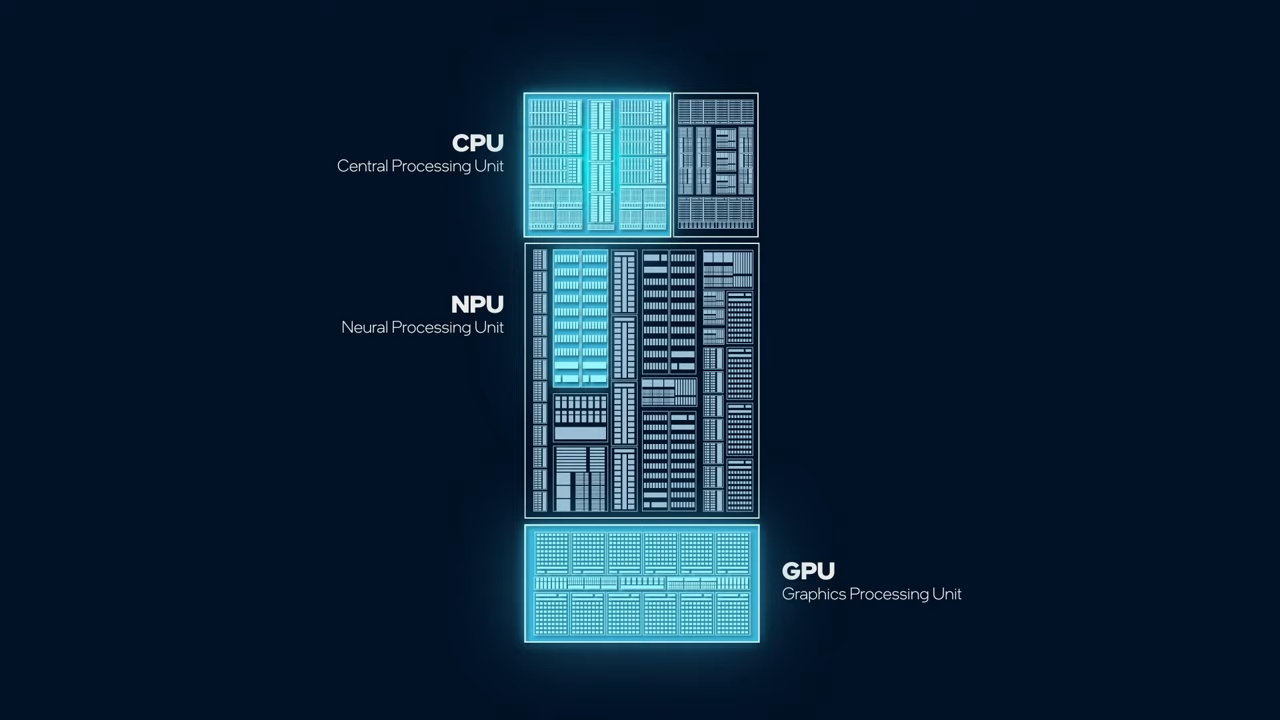 CPU
Central Processing Unit
NPU
Neural Processing Unit
GPU
Graphics Processing Unit